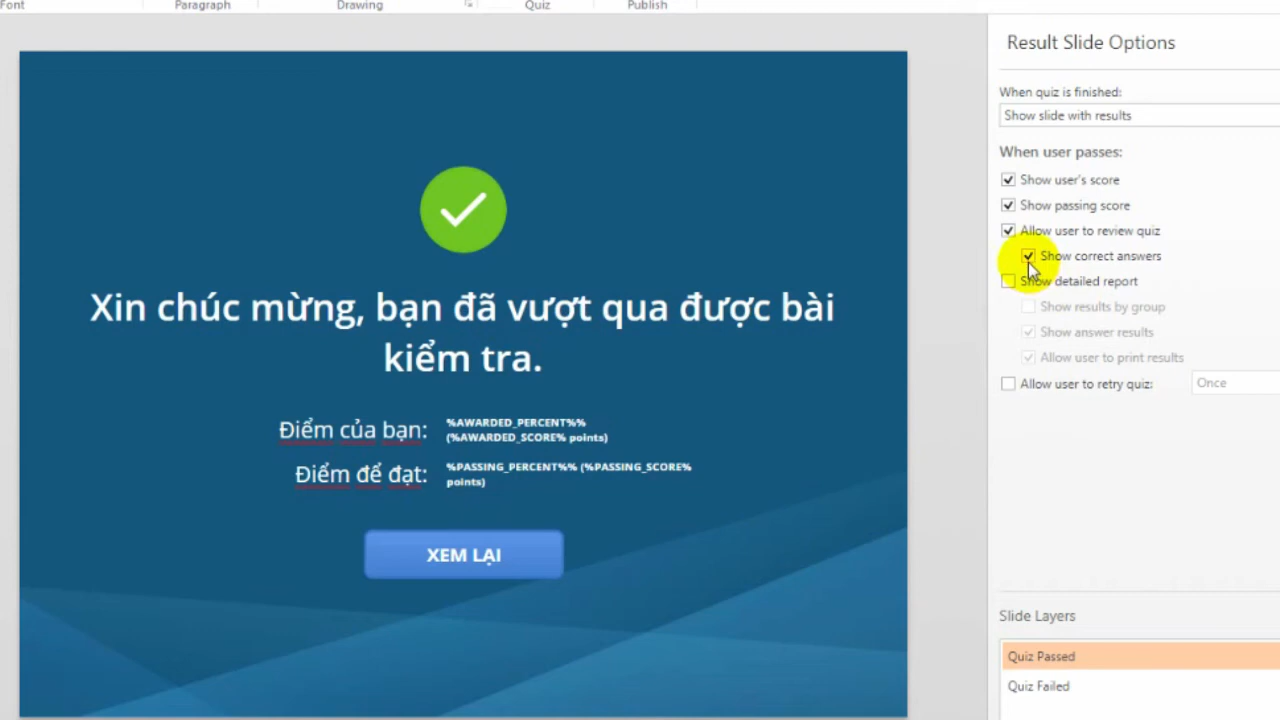 Font
Paragraph
Drawing
Quiz
Publish
Xin chúc mừng, bạn đã vượt qua được bài
kiểm tra.
Điểm của bạn:
%AWARDED_PERCENT%%
(%AWARDED_SCORE% points)
Điểm để đạt:
%PASSING_PERCENT%% (%PASSING_SCORE%
points)
XEM LẠI
Result Slide Options
When quiz is finished:
Show slide with results
When user passes:
Show user's score
Show passing score
Allow user to review quiz
Show correct answers
Show detailed report
Show results by group
Show answer results
Allow user to print results
Allow user to retry quiz:
Once
Slide Layers
Quiz Passed
Quiz Failed